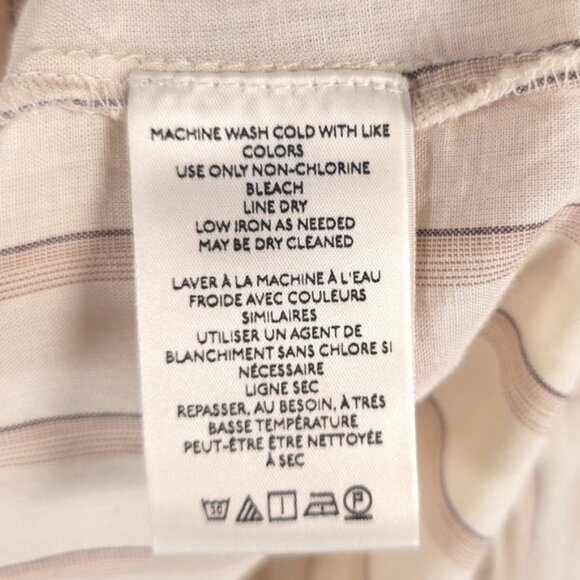 MACHINE WASH COLD WITH LIKE
COLORS
USE ONLY NON-CHLORINE
BLEACH
LINE DRY
LOW IRON AS NEEDED
MAY BE DRY CLEANED
LAVER À LA MACHINE À L'EAU
FROIDE AVEC COULEURS
SIMILAIRES
UTILISER UN AGENT DE
BLANCHIMENT SANS CHLORE SI
NÉCESSAIRE
LIGNE SEC
REPASSER, AU BESOIN, À TRÉS
BASSE TEMPÉRATURE
PEUT-ÊTRE ÊTRE NETTOYÉE
À SEC
30 P